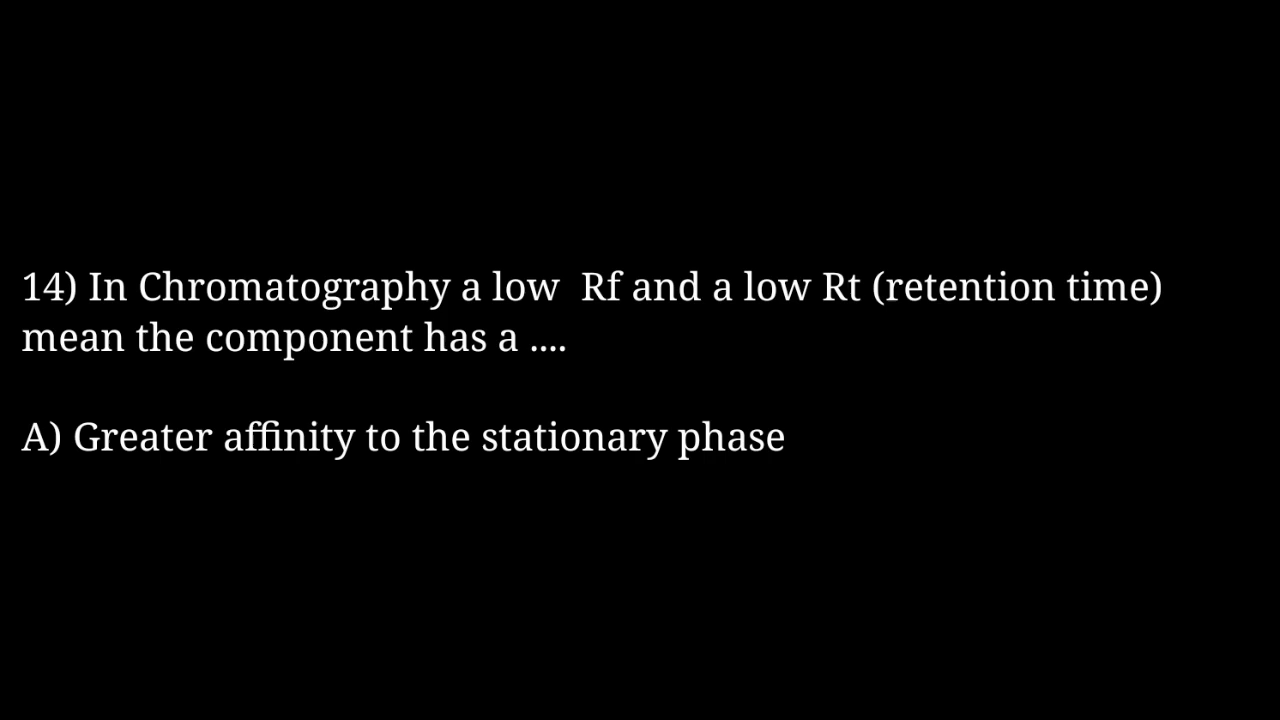 14) In Chromatography a low  Rf and a low Rt (retention time)
mean the component has a ....
A) Greater affinity to the stationary phase